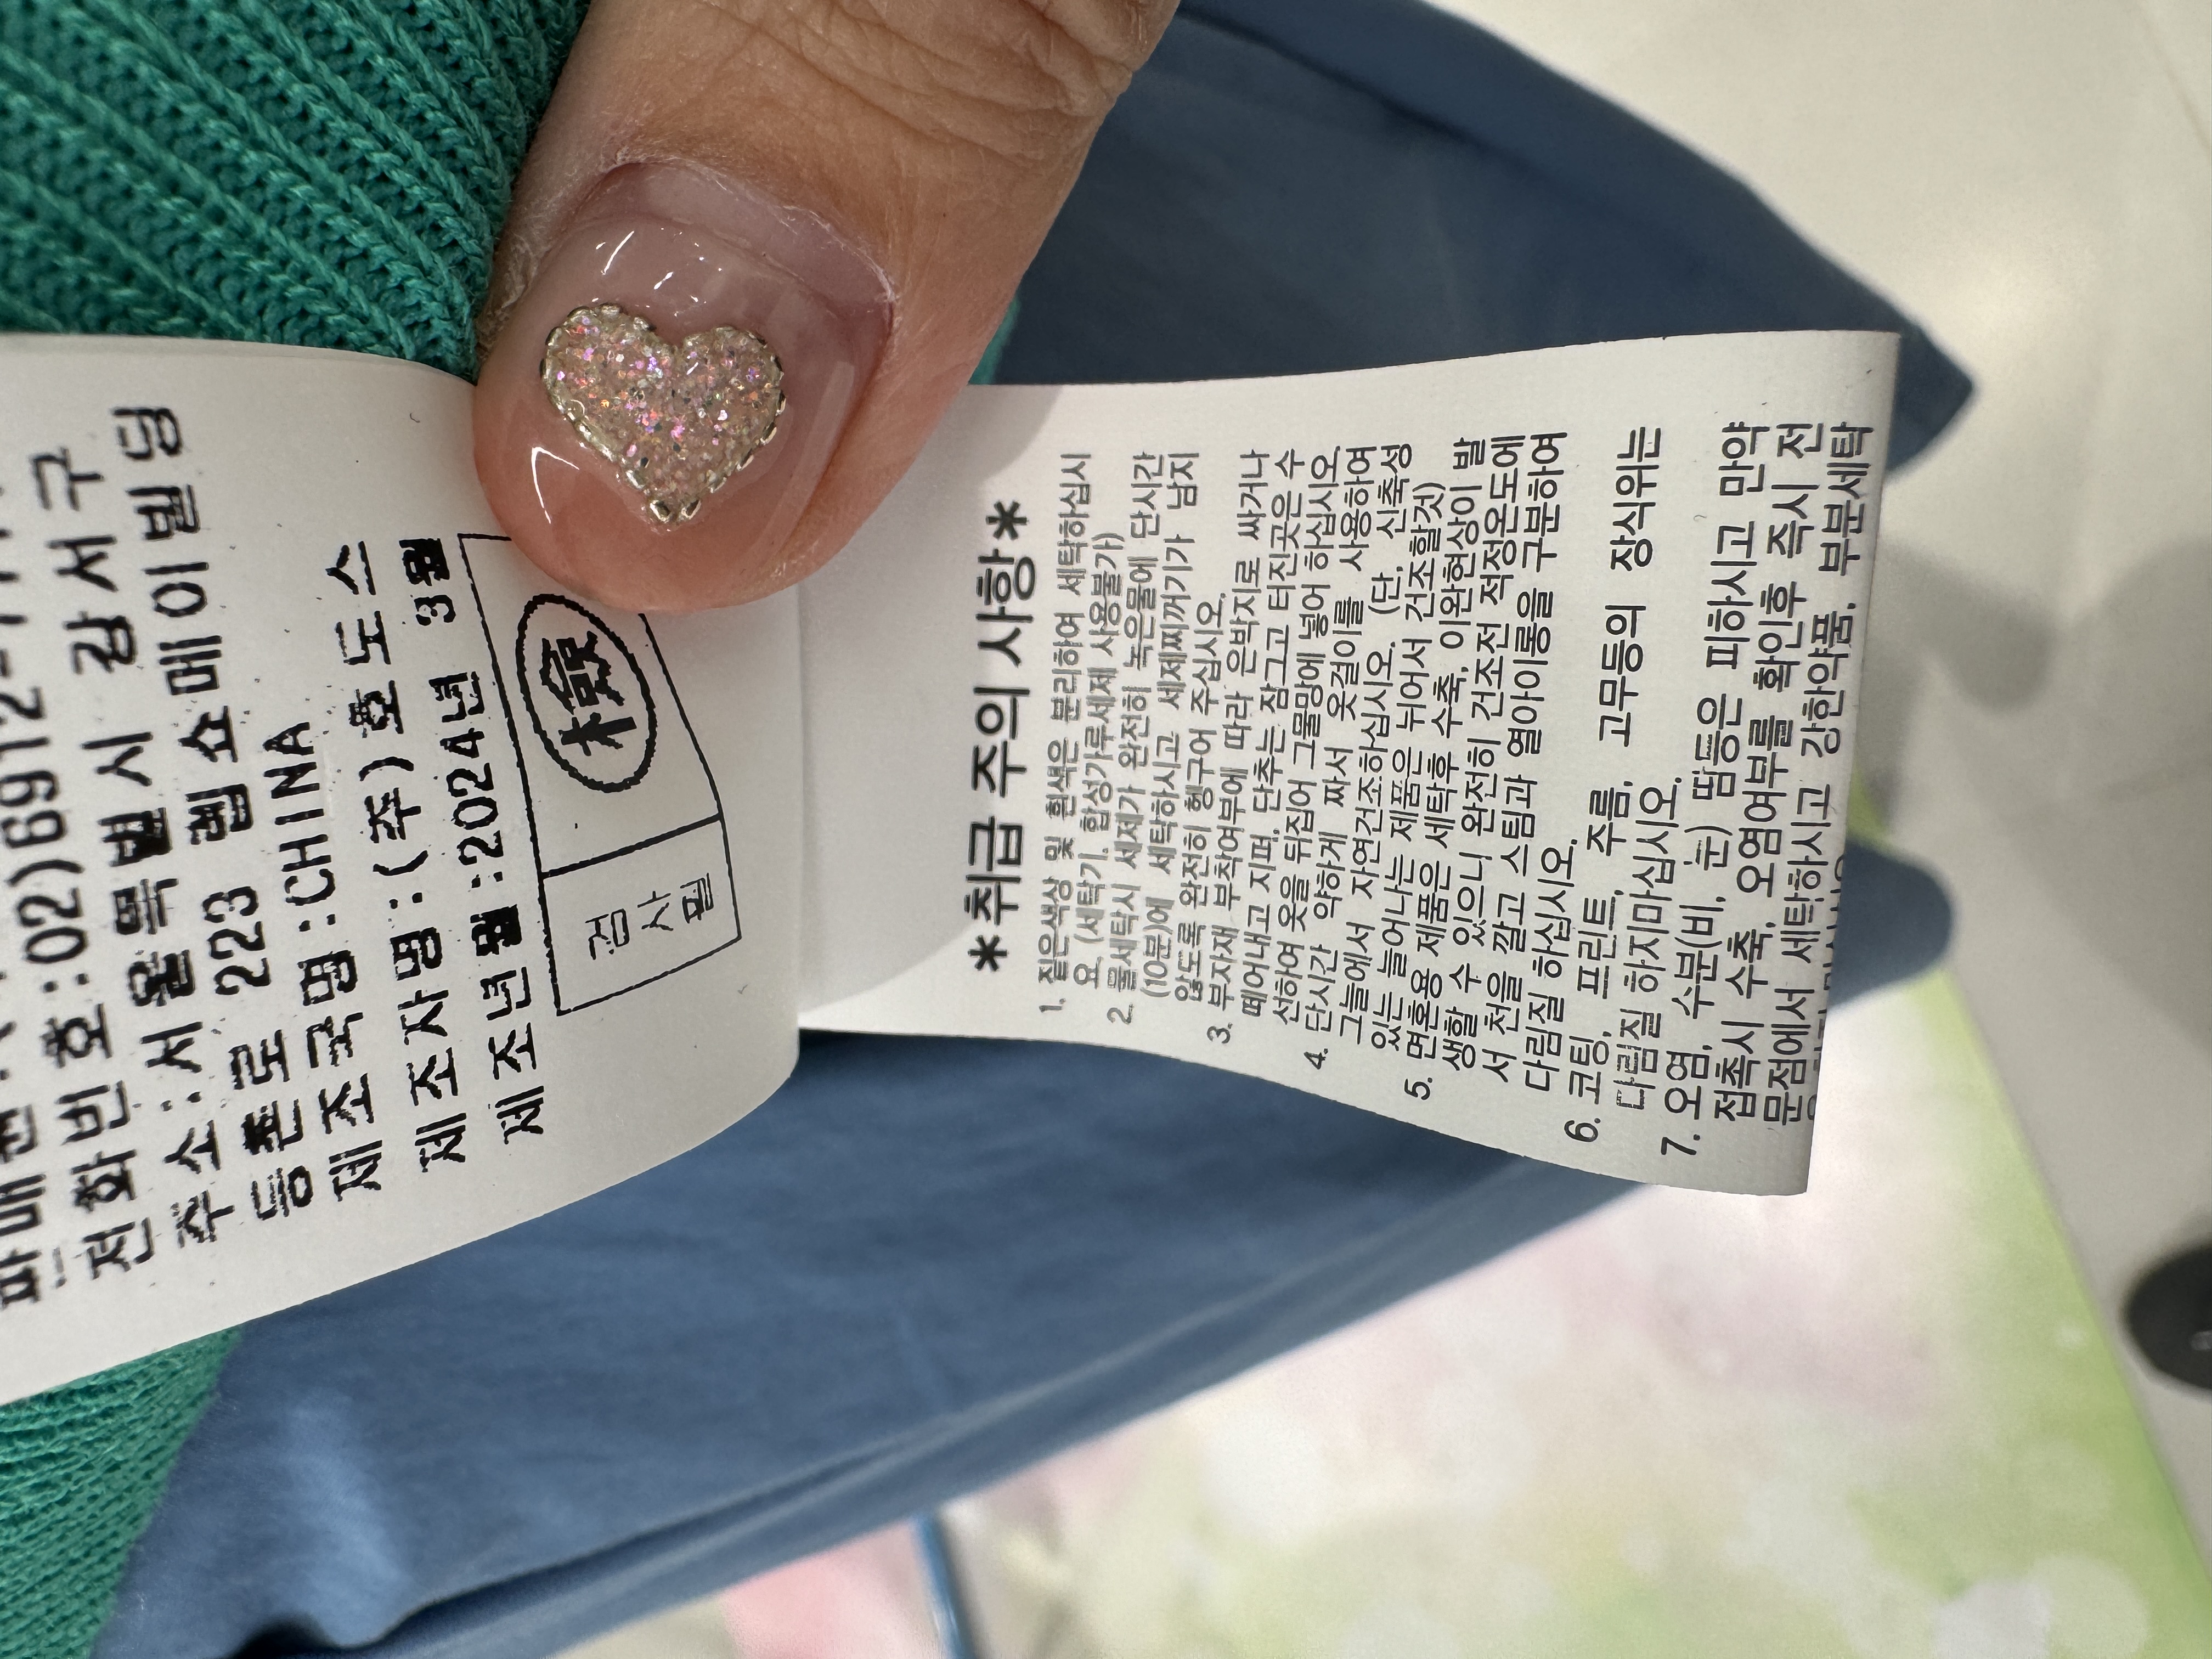 전화번호:02)6912-
주소:서울특별시 강서구
등촌로 223 렙쇼메이빌딩
제조국명:CHINA
제조자명:(주)호도스
제조년월:2024년 3월
검사필
檢
*취급 주의 사항*
1. 짙은색상 및 흰색은 분리하여 세탁하십시
요. (세탁기, 합성가루세제 사용불가)
2. 물세탁시 세제가 완전히 녹은물에 단시간
(10분)에 세탁하시고 세제찌꺼기가 남지
않도록 완전히 헹구어 주십시오.
3. 부자재 부착여부에 따라 은박지로 싸거나
떼어내고 지퍼, 단추는 잠그고 터진곳은 수
선하여 옷을 뒤집어 그물망에 넣어 하십시오.
4. 단시간 약하게 짜서 옷걸이를 사용하여
그늘에서 자연건조하십시오. (단, 신축성
있는 늘어나는 제품은 뉘어서 건조할것)
5. 면혼용 제품은 세탁후 수축, 이완현상이 발
생할 수 있으니 완전히 건조전 적정온도에
서 천을 깔고 스팀과 열아이롱을 구분하여
다림질 하십시오.
6. 코팅, 프린트, 주름, 고무등의 장식위는
다림질 하지마십시오.
7. 오염, 수분(비, 눈) 땀등은 피하시고 만약
접촉시 수축, 오염여부를 확인후 즉시 전
문점에서 세탁하시고 강한약품, 부분세탁